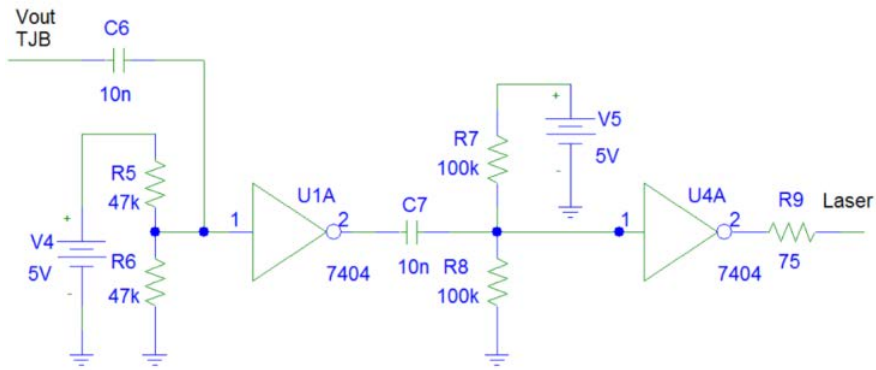 Vout
TJB
C6
10n
R5
47k
V4
5V
+
-
R6
47k
1
U1A
2
7404
C7
10n
R7
100k
R8
100k
+
V5
5V
-
1
U4A
2
7404
R9
75
Laser